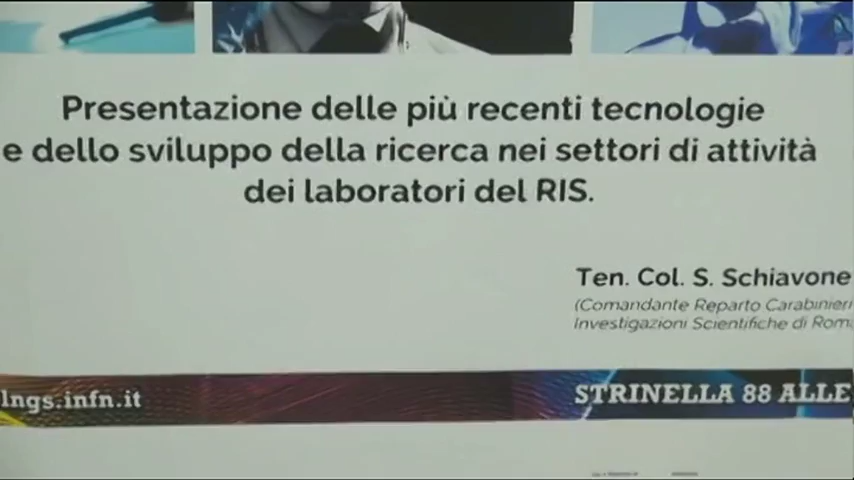 Presentazione delle più recenti tecnologie
e dello sviluppo della ricerca nei settori di attività
dei laboratori del RIS.
Ten. Col. S. Schiavone
(Comandante Reparto Carabinieri
Investigazioni Scientifiche di Roma
lngs.infn.it
STRINELLA 88 ALLE